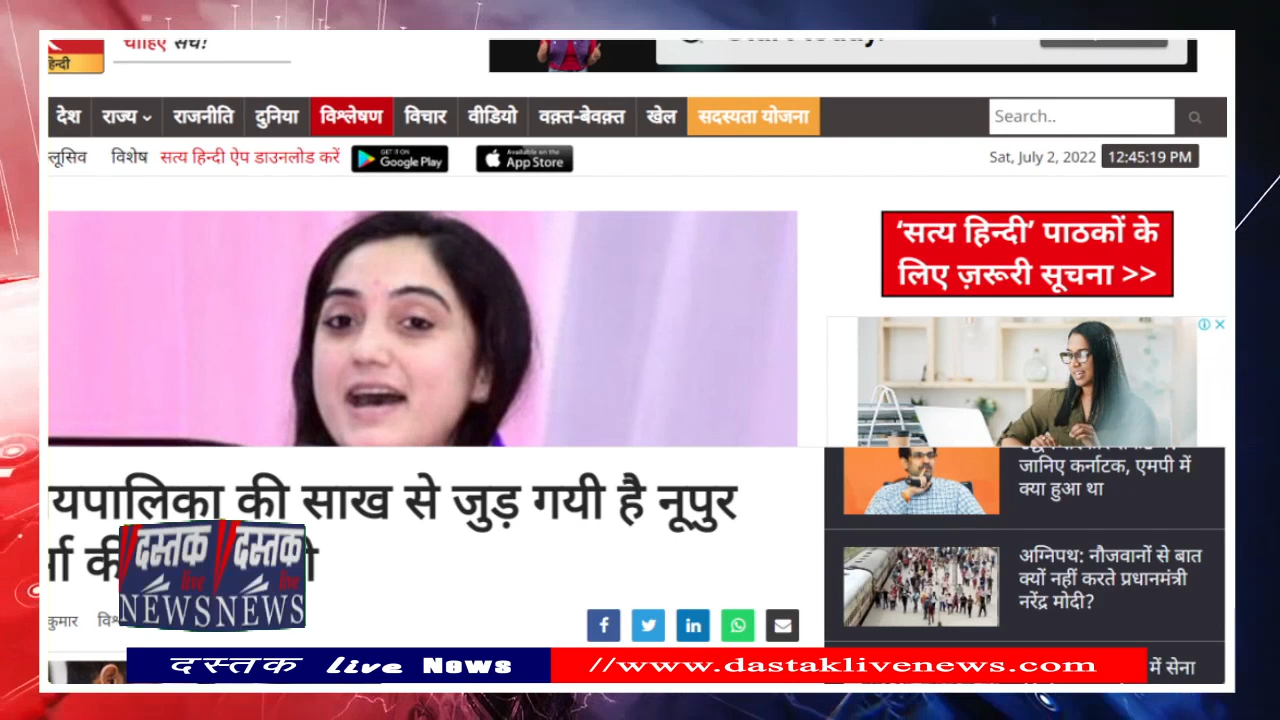 हिन्दी
चाहिए सच!
देश राज्य राजनीति दुनिया विश्लेषण विचार वीडियो वक़्त-बेवक़्त खेल सदस्यता योजना
Search..
लूसिव विशेष सत्य हिन्दी ऐप डाउनलोड करें
GET IT ON
Google Play
Available on the
App Store
Sat, July 2, 2022 12:45:19 PM
‘सत्य हिन्दी’ पाठकों के
लिए ज़रूरी सूचना >>
जानिए कर्नाटक, एमपी में
क्या हुआ था
यपालिका की साख से जुड़ गयी है नूपुर
अग्निपथ: नौजवानों से बात
क्यों नहीं करते प्रधानमंत्री
नरेंद्र मोदी?
दस्तक दस्तक
live live
NEWS NEWS
कुमार
में सेना
दस्तक live News //www.dastaklivenews.com